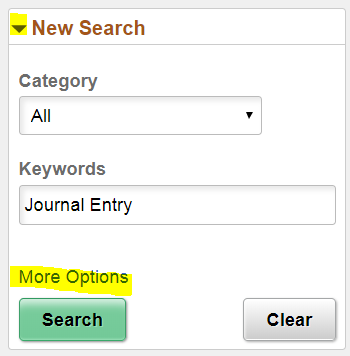 New Search
Category
All
Keywords
Journal Entry
More Options
Search
Clear